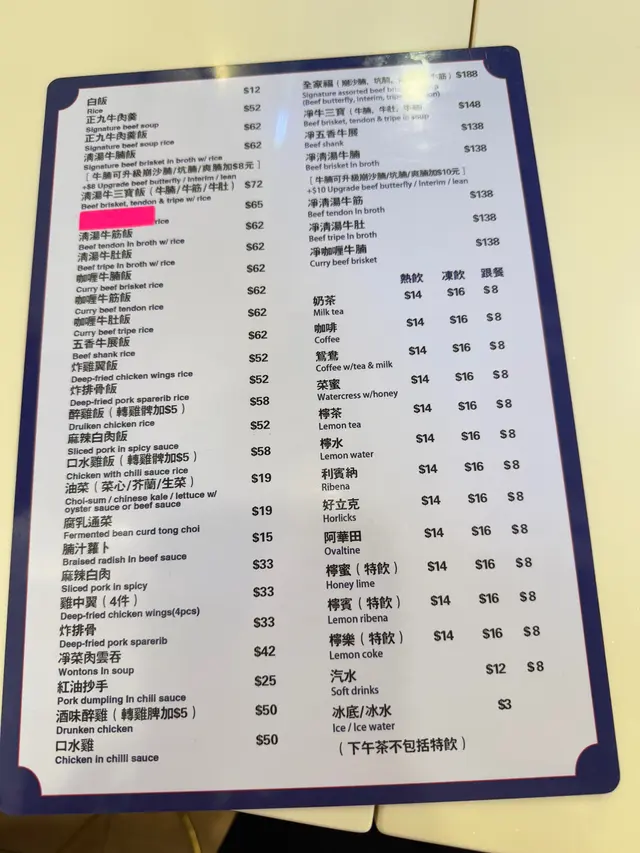 白飯 $12
Rice
正九牛肉羹 $52
Signature beef soup
正九牛肉羹飯 $62
Signature beef soup rice
清湯牛腩飯 $62
Signature beef brisket in broth w/ rice
[ 牛腩可升級崩沙腩/坑腩/爽腩加$8元 ]
+$8 Upgrade beef butterfly / Interim / lean
清湯牛三寶飯（牛腩/牛筋/牛肚） $72
Beef brisket, tendon & tripe w/ rice
$65
rice
清湯牛筋飯 $62
Beef tendon In broth w/ rice
清湯牛肚飯 $62
Beef tripe In broth w/ rice
咖喱牛腩飯 $62
Curry beef brisket rice
咖喱牛筋飯 $62
Curry beef tendon rice
咖喱牛肚飯 $62
Curry beef tripe rice
五香牛展飯 $62
Beef shank rice
炸雞翼飯 $52
Deep-fried chicken wings rice
炸排骨飯 $52
Deep-fried pork sparerib rice
醉雞飯（轉雞髀加$5） $58
Druiken chicken rice
麻辣白肉飯 $52
Sliced pork in spicy sauce
口水雞飯（轉雞髀加$5） $58
Chicken with chili sauce rice
油菜（菜心/芥蘭/生菜） $19
Choi-sum / chinese kale / lettuce w/
oyster sauce or beef sauce
腐乳通菜 $19
Fermented bean curd tong choi
腩汁蘿卜 $15
Braised radish In beef sauce
麻辣白肉 $33
Sliced pork in spicy
雞中翼（4件） $33
Deep-fried chicken wings(4pcs)
炸排骨 $33
Deep-fried pork sparerib
淨菜肉雲吞 $42
Wontons In soup
紅油抄手 $25
Pork dumpling In chili sauce
酒味醉雞（轉雞髀加$5） $50
Drunken chicken
口水雞 $50
Chicken in chilli sauce
全家福（崩沙腩、坑腩、 筋） $188
Signature assorted beef
(Beef butterfly, Interim,
淨牛三寶（牛腩、牛肚、牛筋） $148
Beef brisket, tendon & tripe in soup
淨五香牛展 $138
Beef shank
淨清湯牛腩 $138
Beef brisket In broth
[ 牛腩可升級崩沙腩/坑腩/爽腩加$10元 ]
+$10 Upgrade beef butterfly / Interim / lean
淨清湯牛筋 $138
Beef tendon In broth
淨清湯牛肚 $138
Beef tripe In broth
淨咖喱牛腩 $138
Curry beef brisket
熱飲 凍飲 跟餐
奶茶 $14 $16 $8
Milk tea
咖啡 $14 $16 $8
Coffee
鴛鴦 $14 $16 $8
Coffee w/tea & milk
菜蜜 $14 $16 $8
Watercress w/honey
檸茶 $14 $16 $8
Lemon tea
檸水 $14 $16 $8
Lemon water
利賓納 $14 $16 $8
Ribena
好立克 $14 $16 $8
Horlicks
阿華田 $14 $16 $8
Ovaltine
檸蜜（特飲） $14 $16 $8
Honey lime
檸賓（特飲） $14 $16 $8
Lemon ribena
檸樂（特飲） $14 $16 $8
Lemon coke
汽水 $12 $8
Soft drinks
冰底/冰水 $3
Ice / Ice water
（下午茶不包括特飲）